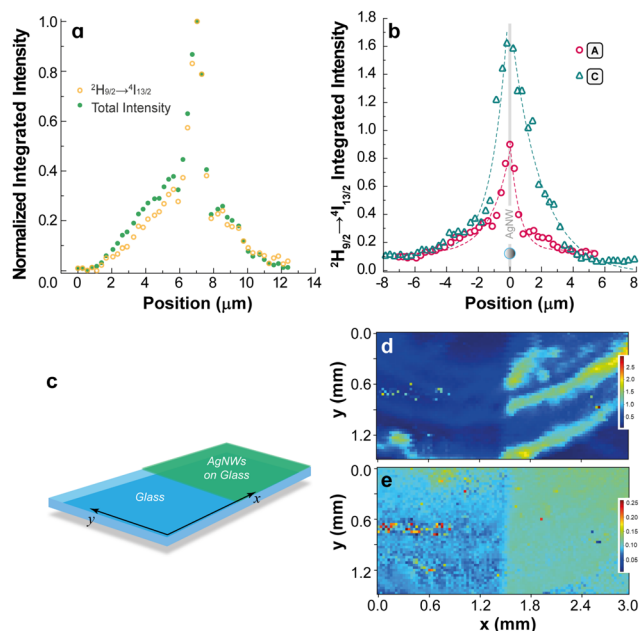 a
Normalized Integrated Intensity
1.0
0.8
0.6
0.4
0.2
0.0
²H9/2→⁴I13/2
Total Intensity
0 2 4 6 8 10 12 14
Position (μm)
b
²H9/2→⁴I13/2 Integrated Intensity
1.8
1.6
1.4
1.2
1.0
0.8
0.6
0.4
0.2
0.0
A
C
AgNW
-8 -6 -4 -2 0 2 4 6 8
Position (μm)
c
Glass
AgNWs
on Glass
y
x
d
y (mm)
0.0
0.6
1.2
2.5
2.0
1.5
1.0
0.5
e
y (mm)
0.0
0.6
1.2
0.25
0.20
0.15
0.10
0.05
0.0 0.6 1.2 1.8 2.4 3.0
x (mm)